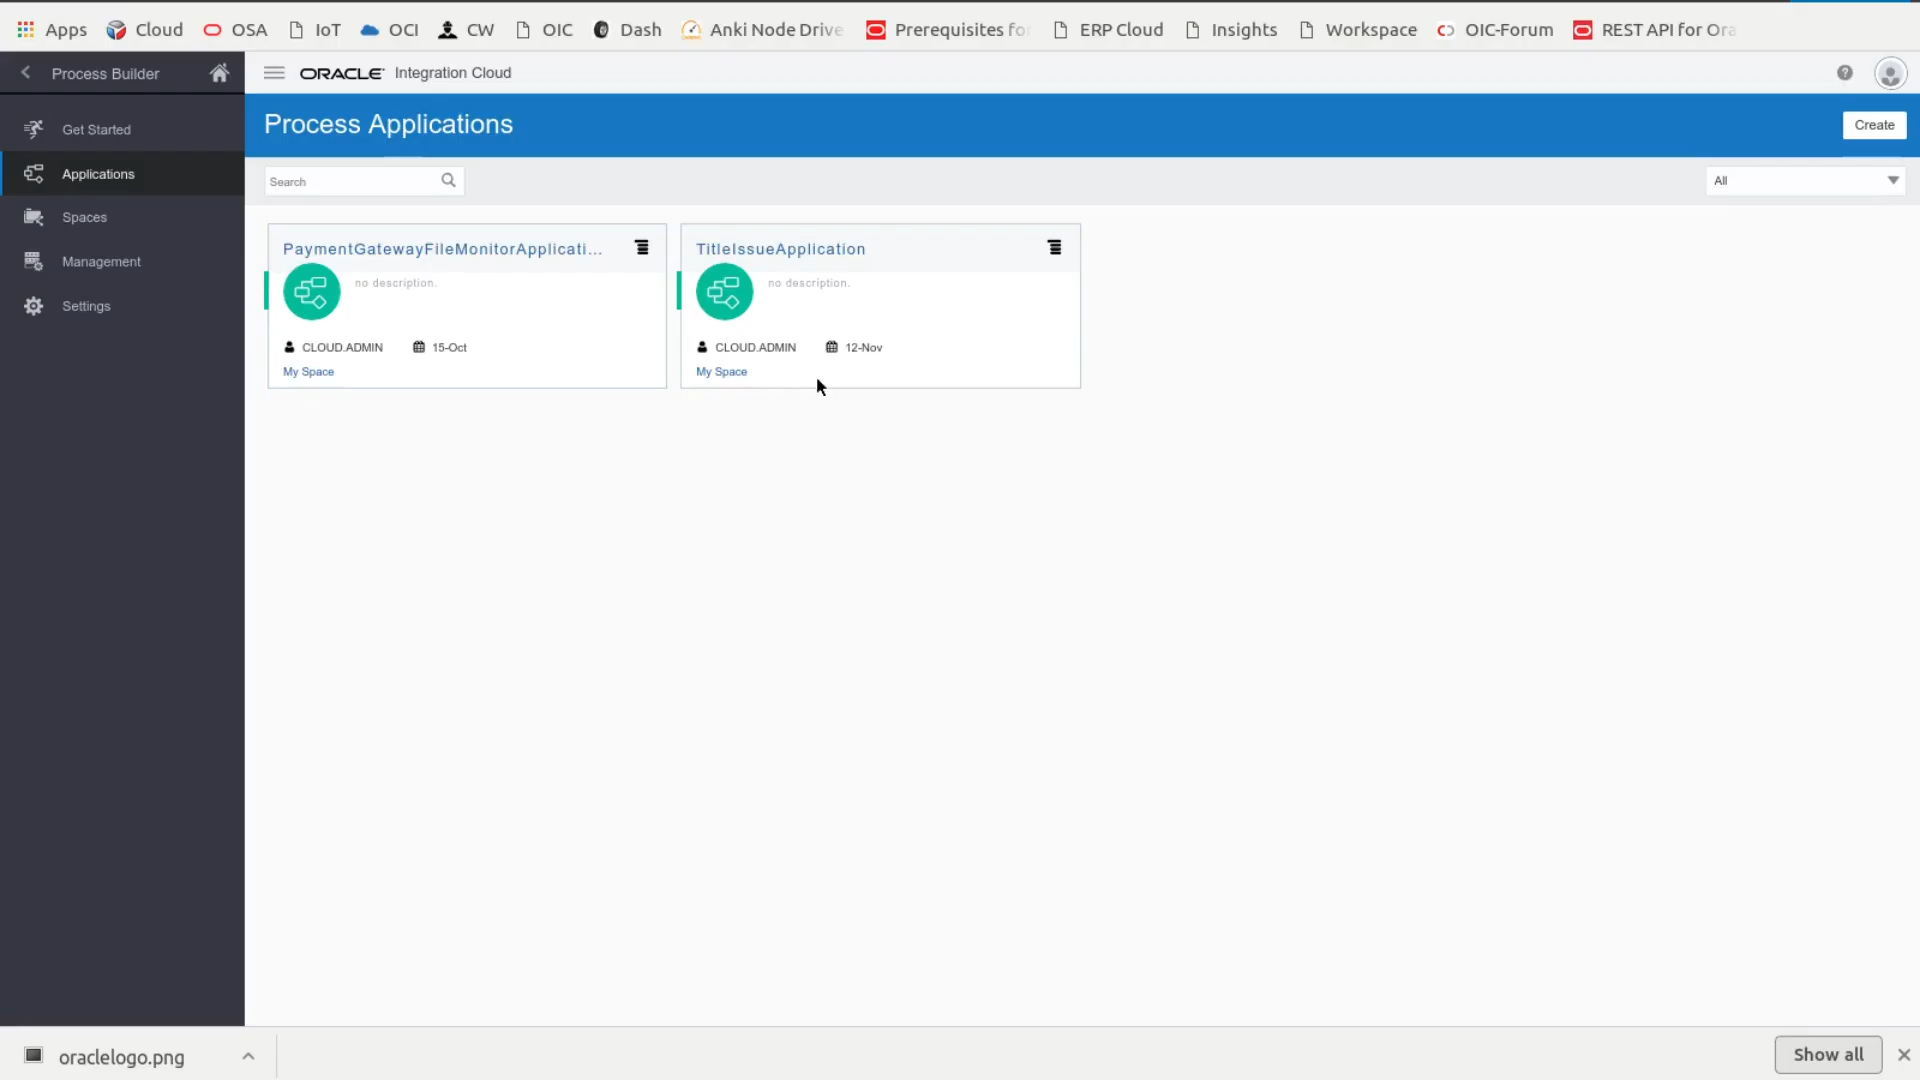 Apps Cloud OSA IoT OCI CW OIC Dash Anki Node Drive Prerequisites for ERP Cloud Insights Workspace OIC-Forum REST API for Ora
Process Builder
ORACLE Integration Cloud
Process Applications
Create
Get Started
Applications
Spaces
Management
Settings
Search
All
PaymentGatewayFileMonitorApplicati...
no description.
CLOUD.ADMIN 15-Oct
My Space
TitleIssueApplication
no description.
CLOUD.ADMIN 12-Nov
My Space
oraclelogo.png
Show all